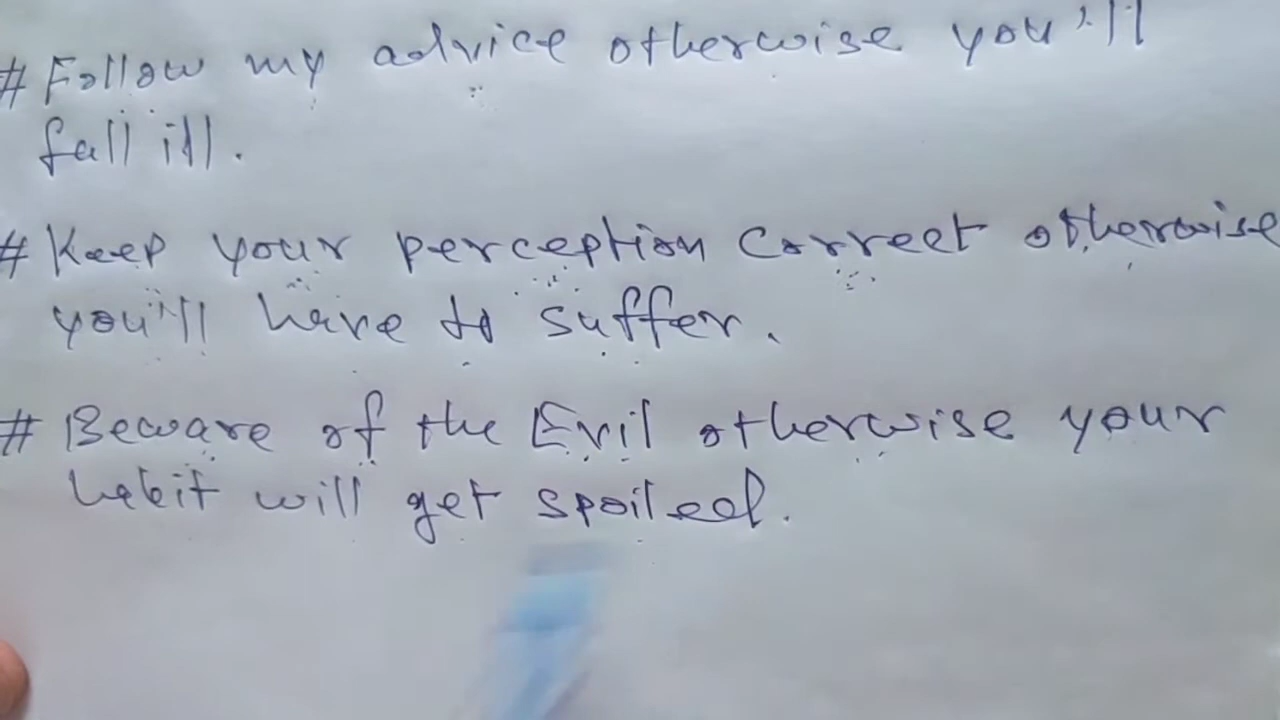 # Follow my advice otherwise you'll
fall ill.
# Keep your perception correct otherwise
you'll have to suffer.
# Beware of the Evil otherwise your
habit will get spoiled.